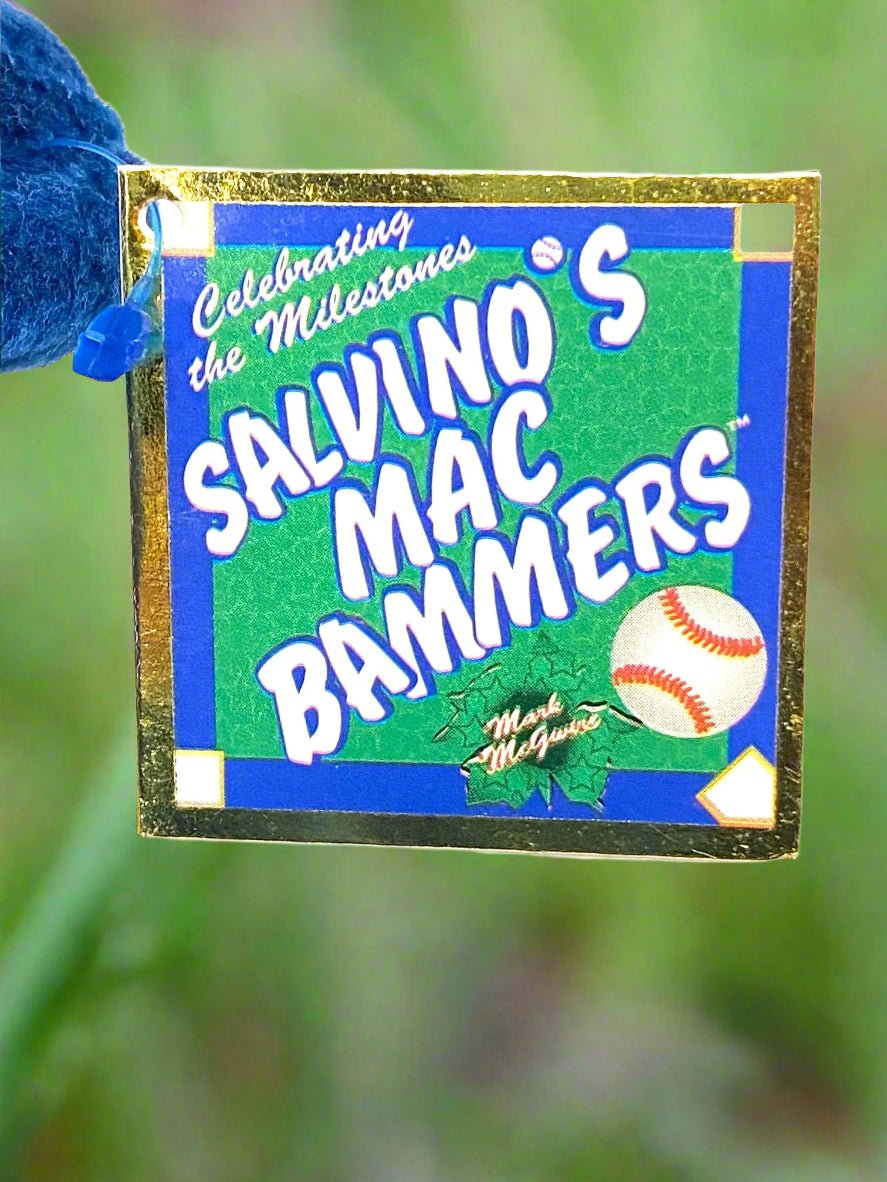 Celebrating
the Milestones
SALVINO'S
MAC
BAMMERS™
Mark
McGwire